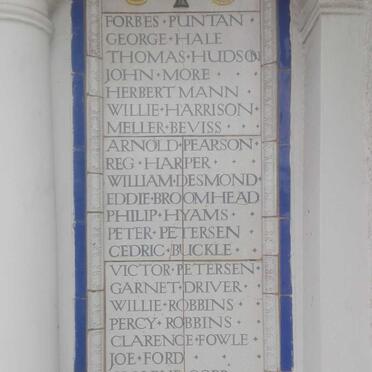 FORBES · PUNTAN
GEORGE · HALE
THOMAS · HUDSON
JOHN · MORE
HERBERT · MANN
WILLIE · HARRISON
MELLER · BEVISS
ARNOLD · PEARSON
REG · HARPER
WILLIAM · DESMOND
EDDIE · BROOMHEAD
PHILIP · HYAMS
PETER · PETERSEN
CEDRIC · BUCKLE
VICTOR · PETERSEN
GARNET · DRIVER
WILLIE · ROBBINS
PERCY · ROBBINS
CLARENCE · FOWLE
JOE · FORD